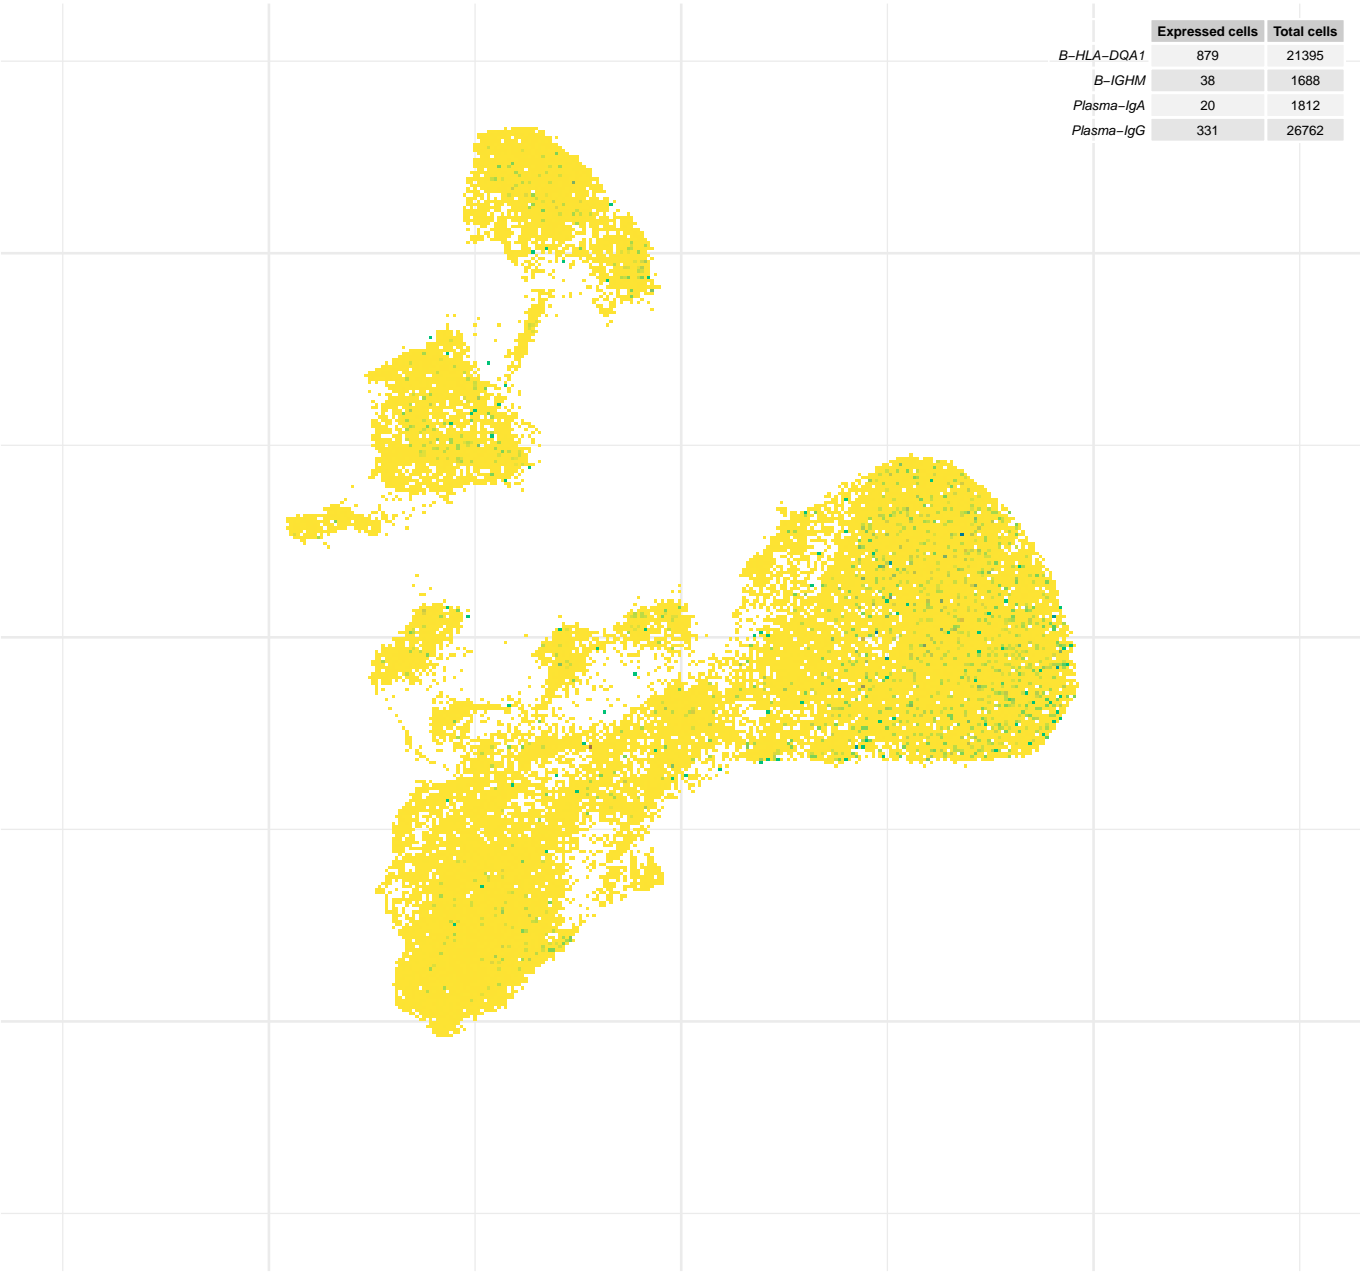 Expressed cells Total cells
B−HLA−DQA1 879 21395
B−IGHM 38 1688
Plasma−IgA 20 1812
Plasma−IgG 331 26762